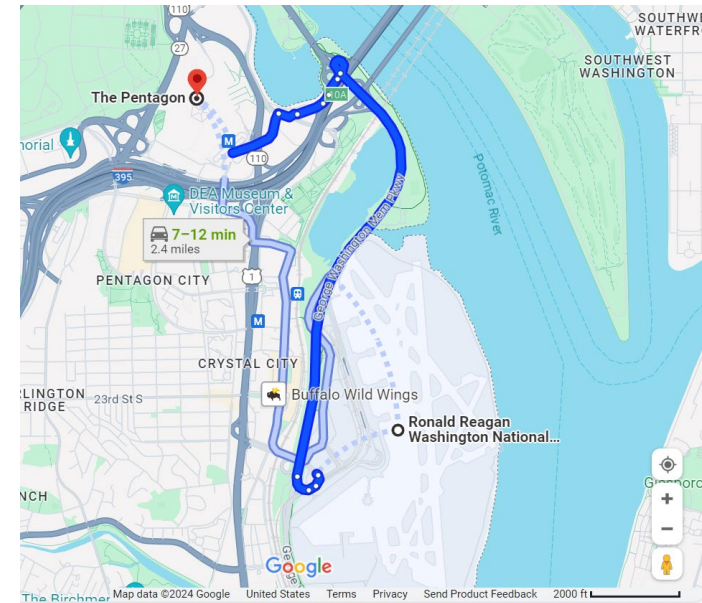 110
SOUTHWE
WATERFRO
27
SOUTHWEST
WASHINGTON
The Pentagon
10A
morial
M
110
395
DEA Museum &
Visitors Center
Potomac River
George Washington Mem Pkwy
7–12 min
2.4 miles
1
PENTAGON CITY
M
CRYSTAL CITY
RLINGTON
RIDGE
23rd St S
Buffalo Wild Wings
Ronald Reagan
Washington National...
NCH
George
Google
The Birchmer
Map data ©2024 Google
United States
Terms
Privacy
Send Product Feedback
2000 ft